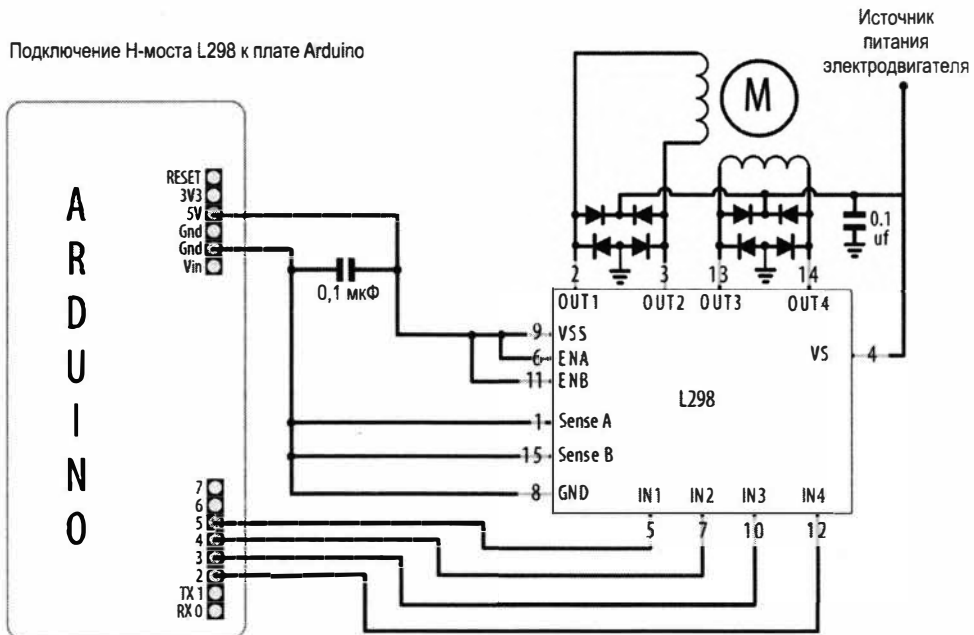 Источник
питания
электродвигателя
Подключение Н-моста L298 к плате Arduino
M
ARDUINO
RESET
3V3
5V
Gnd
Gnd
Vin
0,1 мкФ
0.1
uf
2
3
13
14
OUT1
OUT2
OUT3
OUT4
9
VSS
6
ENA
11
ENB
VS
4
L298
1
Sense A
15
Sense B
8
GND
IN1
IN2
IN3
IN4
5
7
10
12
7
6
5
4
3
2
TX 1
RX 0